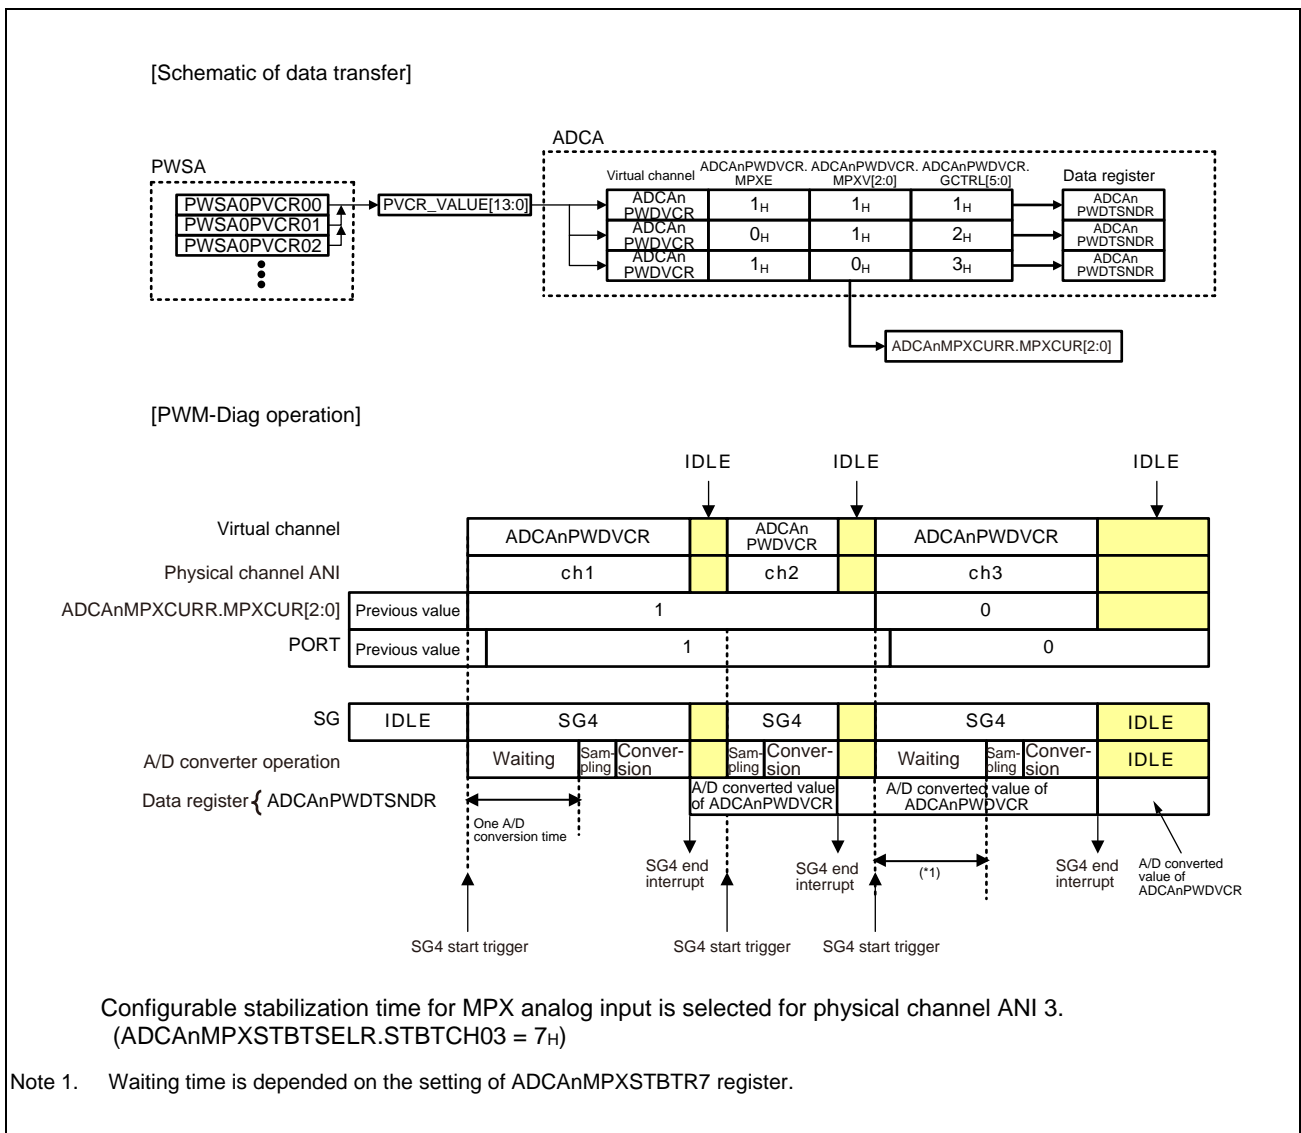 [Schematic of data transfer]
ADCA
PWSA
Virtual channel
ADCAnPWDVCR. ADCAnPWDVCR. ADCAnPWDVCR.
MPXE MPXV[2:0] GCTRL[5:0]
Data register
PWSA0PVCR00
PWSA0PVCR01
PWSA0PVCR02
PVCR_VALUE[13:0]
ADCAn
PWDVCR
1H 1H 1H
ADCAn
PWDTSNDR
ADCAn
PWDVCR
0H 1H 2H
ADCAn
PWDTSNDR
ADCAn
PWDVCR
1H 0H 3H
ADCAn
PWDTSNDR
ADCAnMPXCURR.MPXCUR[2:0]
[PWM-Diag operation]
IDLE IDLE IDLE
Virtual channel
ADCAnPWDVCR
ADCAn
PWDVCR
ADCAnPWDVCR
Physical channel ANI
ch1 ch2 ch3
ADCAnMPXCURR.MPXCUR[2:0]
Previous value 1 0
PORT
Previous value 1 0
SG
IDLE SG4 SG4 SG4 IDLE
A/D converter operation
Waiting
Sam-
pling
Conver-
sion
Sam-
pling
Conver-
sion
Waiting
Sam-
pling
Conver-
sion
IDLE
Data register { ADCAnPWDTSNDR
A/D converted value
of ADCAnPWDVCR
A/D converted value of
ADCAnPWDVCR
One A/D
conversion time
SG4 end
interrupt
SG4 end
interrupt
(*1)
SG4 end
interrupt
A/D converted
value of
ADCAnPWDVCR
SG4 start trigger
SG4 start trigger
SG4 start trigger
Configurable stabilization time for MPX analog input is selected for physical channel ANI 3.
(ADCAnMPXSTBTSELR.STBTCH03 = 7H)
Note 1. Waiting time is depended on the setting of ADCAnMPXSTBTR7 register.